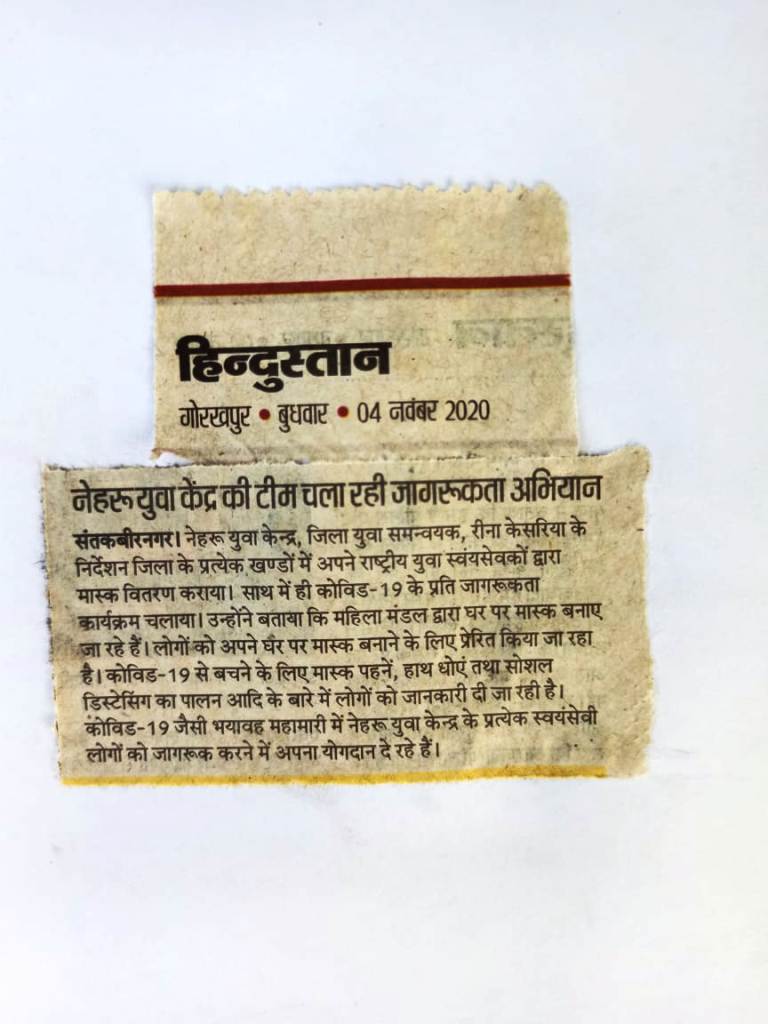 हिन्दुस्तान
गोरखपुर • बुधवार • 04 नवंबर 2020
नेहरू युवा केंद्र की टीम चला रही जागरूकता अभियान
संतकबीरनगर। नेहरू युवा केन्द्र, जिला युवा समन्वयक, रीना केसरिया के
निर्देशन जिला के प्रत्येक खण्डों में अपने राष्ट्रीय युवा स्वंयसेवकों द्वारा
मास्क वितरण कराया। साथ में ही कोविड-19 के प्रति जागरूकता
कार्यक्रम चलाया। उन्होंने बताया कि महिला मंडल द्वारा घर पर मास्क बनाए
जा रहे हैं। लोगों को अपने घर पर मास्क बनाने के लिए प्रेरित किया जा रहा
है। कोविड-19 से बचने के लिए मास्क पहनें, हाथ धोएं तथा सोशल
डिस्टेसिंग का पालन आदि के बारे में लोगों को जानकारी दी जा रही है।
कोविड-19 जैसी भयावह महामारी में नेहरू युवा केन्द्र के प्रत्येक स्वयंसेवी
लोगों को जागरूक करने में अपना योगदान दे रहे हैं।